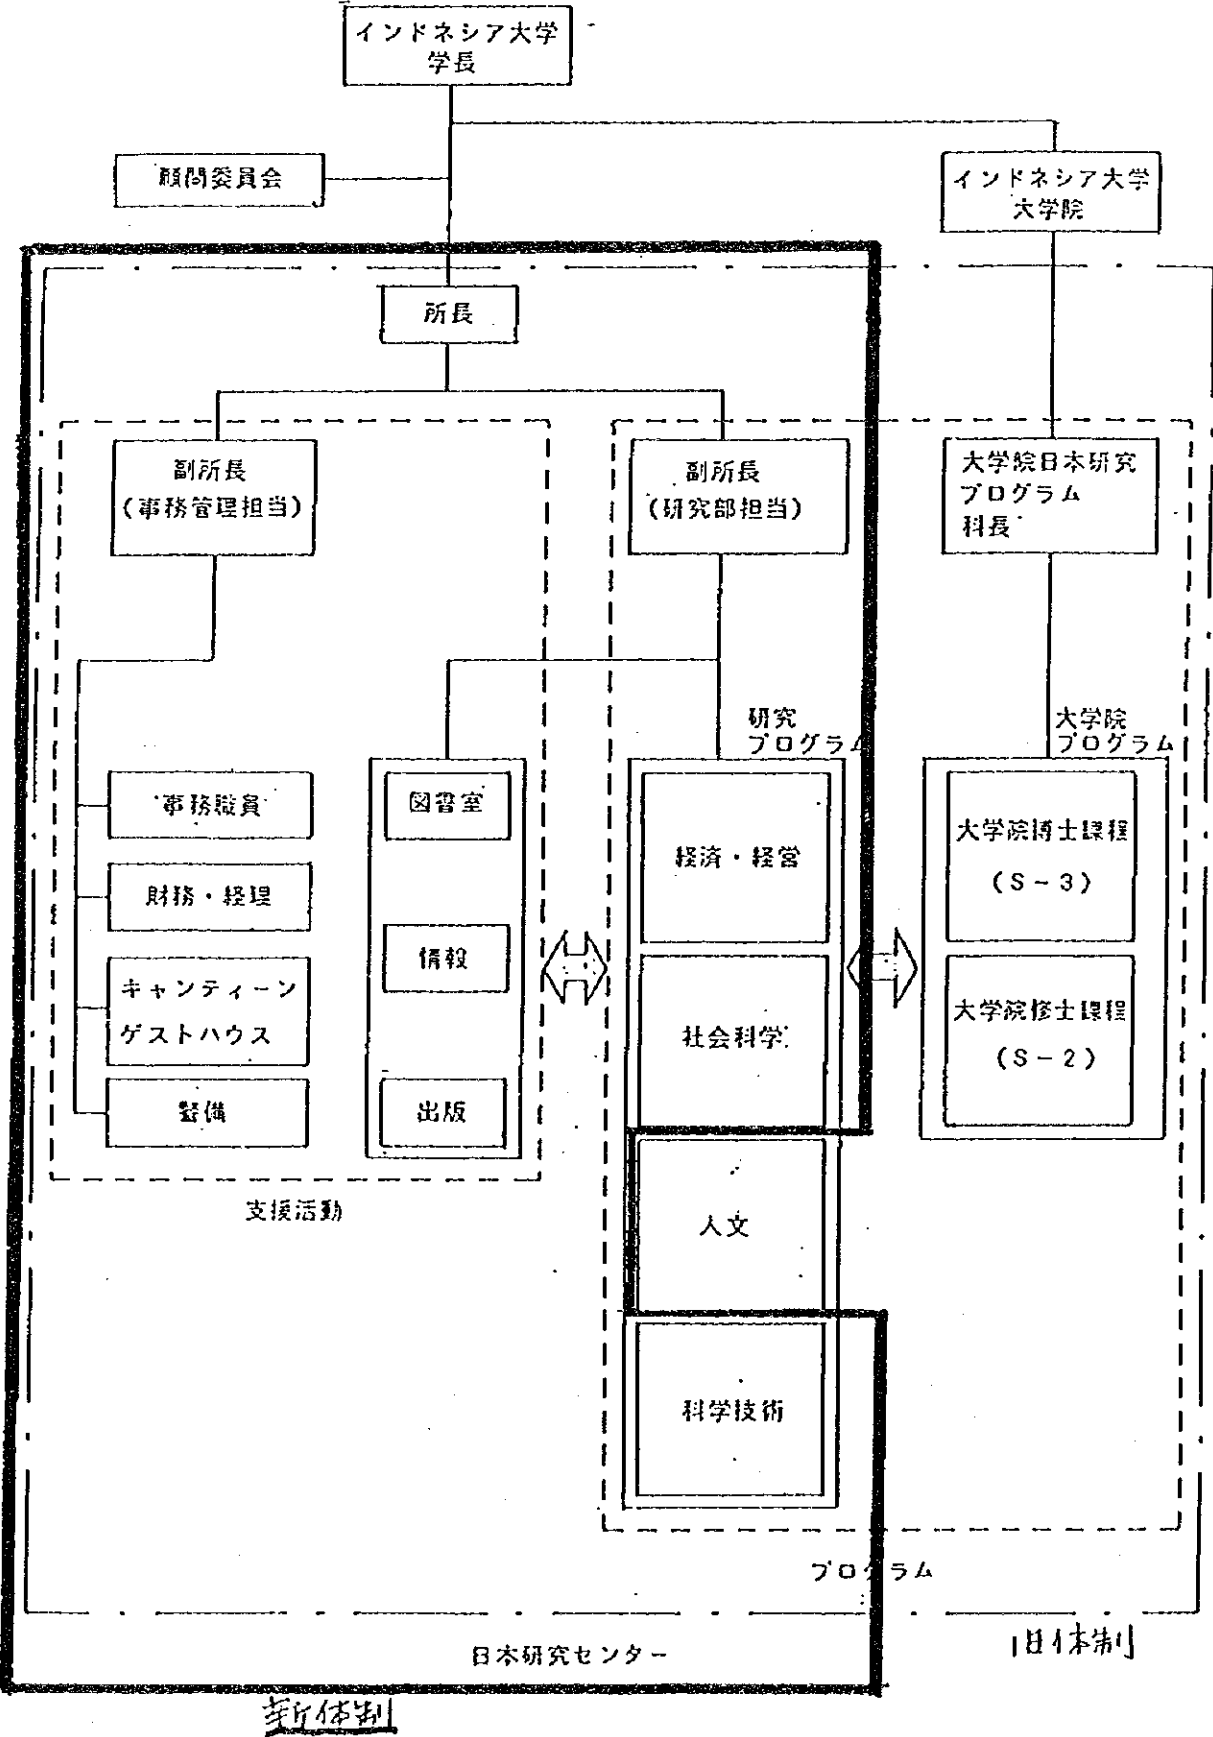 インドネシア大学
学長
顧問委員会
インドネシア大学
大学院
所長
副所長
(事務管理担当)
副所長
(研究部担当)
大学院日本研究
プログラム
科長
研究
プログラム
大学院
プログラム
事務職員
財務・経理
キャンティーン
ゲストハウス
警備
図書室
情報
出版
経済・経営
社会科学
人文
科学技術
大学院博士課程
(S-3)
大学院修士課程
(S-2)
支援活動
プログラム
日本研究センター
旧体制
新体制